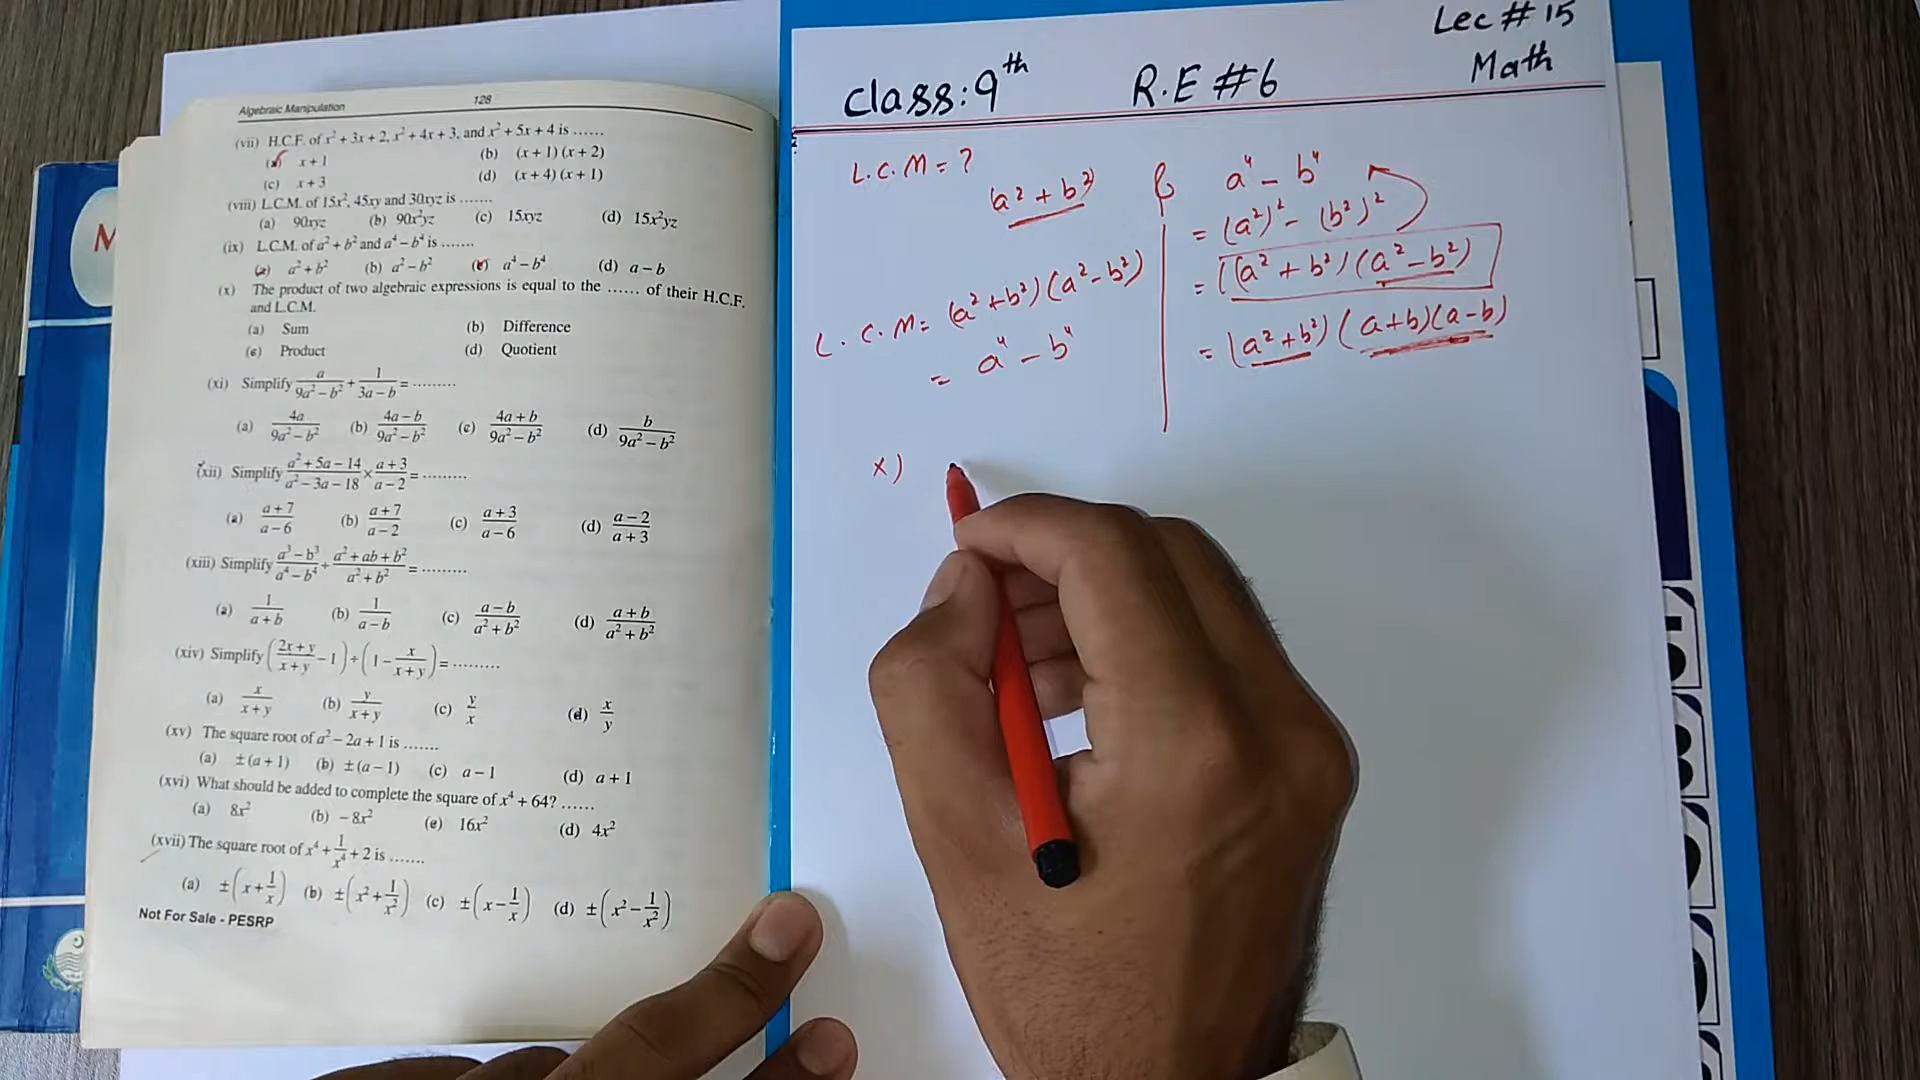 Algebraic Manipulation 128
(vii) H.C.F. of x² + 3x + 2, x² + 4x + 3, and x² + 5x + 4 is ......
(a) x + 1 (b) (x + 1) (x + 2)
(c) x + 3 (d) (x + 4) (x + 1)
(viii) L.C.M. of 15x², 45xy and 30xyz is .......
(a) 90xyz (b) 90x²yz (c) 15xyz (d) 15x²yz
(ix) L.C.M. of a² + b² and a⁴ – b⁴ is .......
(a) a² + b² (b) a² – b² (c) a⁴ – b⁴ (d) a – b
(x) The product of two algebraic expressions is equal to the ...... of their H.C.F.
and L.C.M.
(a) Sum (b) Difference
(c) Product (d) Quotient
(xi) Simplify a/(9a² – b²) + 1/(3a – b) = .........
(a) 4a/(9a² – b²) (b) (4a – b)/(9a² – b²) (c) (4a + b)/(9a² – b²) (d) b/(9a² – b²)
(xii) Simplify (a² + 5a – 14)/(a² – 3a – 18) × (a + 3)/(a – 2) = .........
(a) (a + 7)/(a – 6) (b) (a + 7)/(a – 2) (c) (a + 3)/(a – 6) (d) (a – 2)/(a + 3)
(xiii) Simplify (a³ – b³)/(a⁴ – b⁴) ÷ (a² + ab + b²)/(a² + b²) = .........
(a) 1/(a + b) (b) 1/(a – b) (c) (a – b)/(a² + b²) (d) (a + b)/(a² + b²)
(xiv) Simplify ((2x + y)/(x + y) – 1) ÷ (1 – x/(x + y)) = .........
(a) x/(x + y) (b) y/(x + y) (c) y/x (d) x/y
(xv) The square root of a² – 2a + 1 is .......
(a) ±(a + 1) (b) ±(a – 1) (c) a – 1 (d) a + 1
(xvi) What should be added to complete the square of x⁴ + 64? ......
(a) 8x² (b) – 8x² (c) 16x² (d) 4x²
(xvii) The square root of x⁴ + 1/x⁴ + 2 is .......
(a) ±(x + 1/x) (b) ±(x² + 1/x²) (c) ±(x – 1/x) (d) ±(x² – 1/x²)
Not For Sale - PESRP
Lec # 15
Class: 9th R.E # 6 Math
L.C.M = ?
(a² + b²) & a⁴ – b⁴
= (a²)² – (b²)²
= (a² + b²)(a² – b²)
= (a² + b²)(a+b)(a–b)
L.C.M = (a² + b²)(a² – b²)
= a⁴ – b⁴
x)